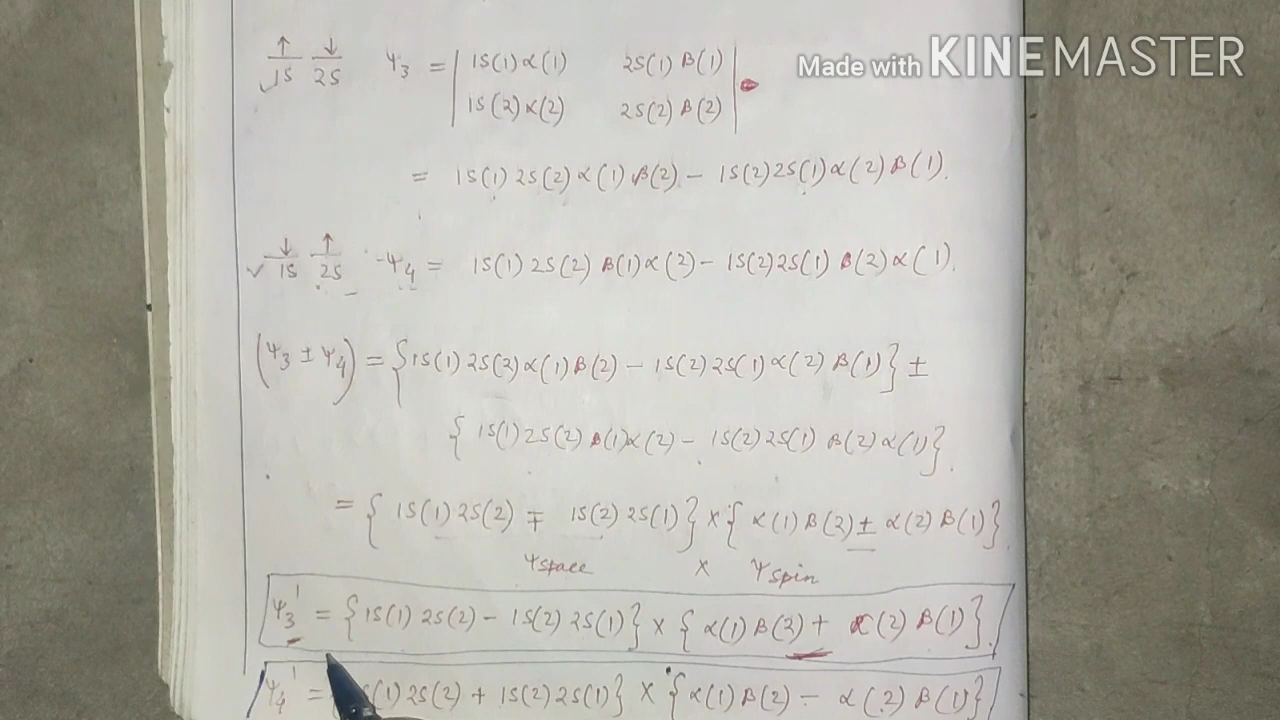 Made with KINEMASTER
↑ ↓ ψ3 = | 1S(1)α(1) 2S(1)β(1) |
1S 2S | 1S(2)α(2) 2S(2)β(2) |
= 1S(1) 2S(2) α(1) β(2) − 1S(2) 2S(1) α(2) β(1).
↓ ↑ -ψ4 = 1S(1) 2S(2) β(1) α(2) − 1S(2) 2S(1) β(2) α(1).
1S 2S
(ψ3 ± ψ4) = {1S(1) 2S(2) α(1) β(2) − 1S(2) 2S(1) α(2) β(1)} ±
{1S(1) 2S(2) β(1) α(2) − 1S(2) 2S(1) β(2) α(1)}.
= {1S(1) 2S(2) ∓ 1S(2) 2S(1)} × {α(1) β(2) ± α(2) β(1)}.
ψspace × ψspin
ψ3' = {1S(1) 2S(2) − 1S(2) 2S(1)} × {α(1) β(2) + α(2) β(1)}.
ψ4' = S(1) 2S(2) + 1S(2) 2S(1)} × {α(1) β(2) − α(2) β(1)}